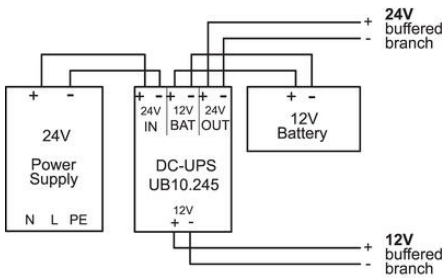 + 24V
buffered
- branch
+ -
24V
Power
Supply
N L PE
+ - + - + -
24V 12V 24V
IN BAT OUT
DC-UPS
UB10.245
12V
+ -
+ -
12V
Battery
+ 12V
buffered
- branch